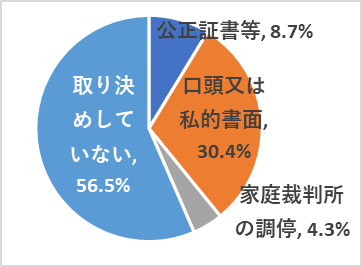 公正証書等, 8.7%
口頭又は
私的書面,
30.4%
家庭裁判所
の調停, 4.3%
取り決
めして
いない,
56.5%